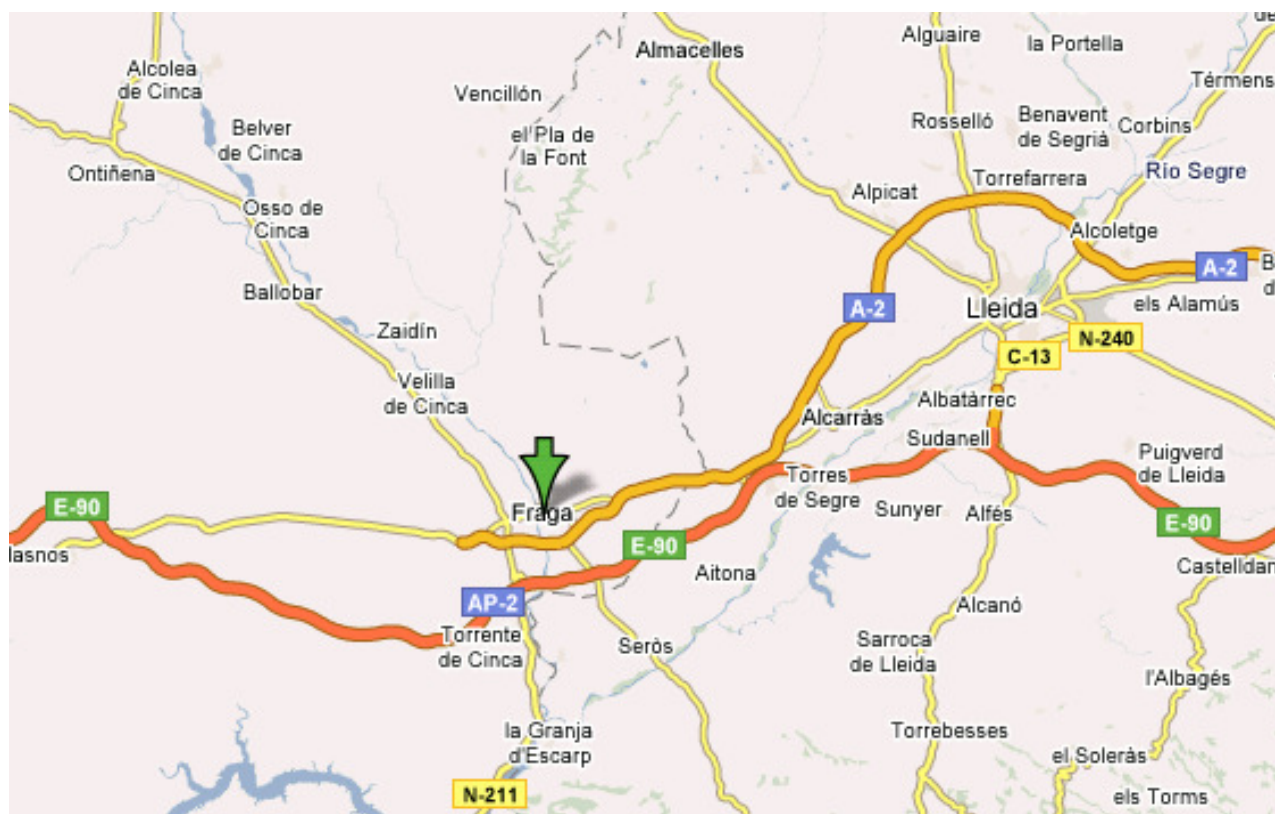 Almacelles
Alguaire
la Portella
Alcolea
de Cinca
Vencillón
Térmens
Belver
de Cinca
el'Pla de
la Font
Rosselló
Benavent
de Segrià
Corbins
Ontiñena
Río Segre
Torrefarrera
Alpicat
Osso de
Cinca
Alcoletge
A-2
Ballobar
A-2
Lleida
els Alamús
Zaidín
N-240
C-13
Velilla
de Cinca
Albatàrrec
Alcarràs
Sudanell
Puigverd
de Lleida
Torres
de Segre
E-90
Fraga
Sunyer
Alfés
E-90
E-90
lasnos
Castelldan
Aitona
AP-2
Alcanó
Torrente
de Cinca
Seròs
Sarroca
de Lleida
l'Albagés
la Granja
d'Escarp
Torrebesses
el Soleràs
N-211
els Torms